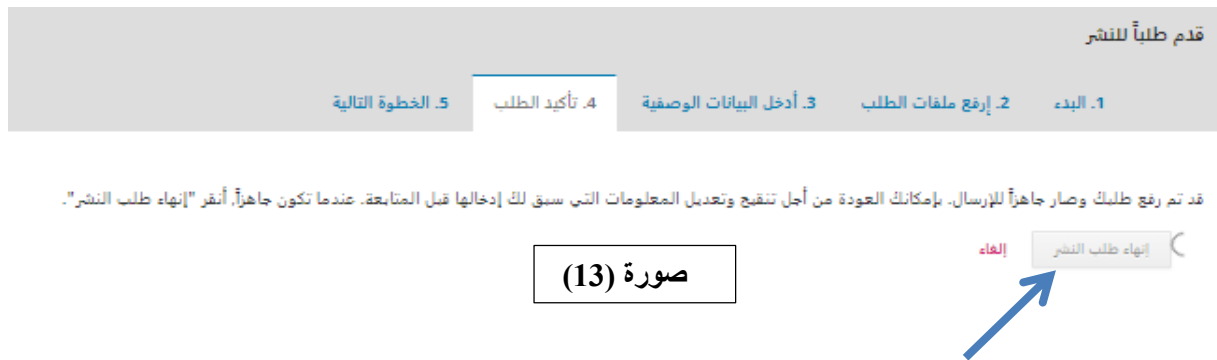 قدم طلباً للنشر
1. البدء 2. إرفع ملفات الطلب 3. أدخل البيانات الوصفية 4. تأكيد الطلب 5. الخطوة التالية
قد تم رفع طلبك وصار جاهزاً للإرسال. بإمكانك العودة من أجل تنقيح وتعديل المعلومات التي سبق لك إدخالها قبل المتابعة. عندما تكون جاهزاً, أنقر "إنهاء طلب النشر".
إنهاء طلب النشر إلغاء
صورة (13)